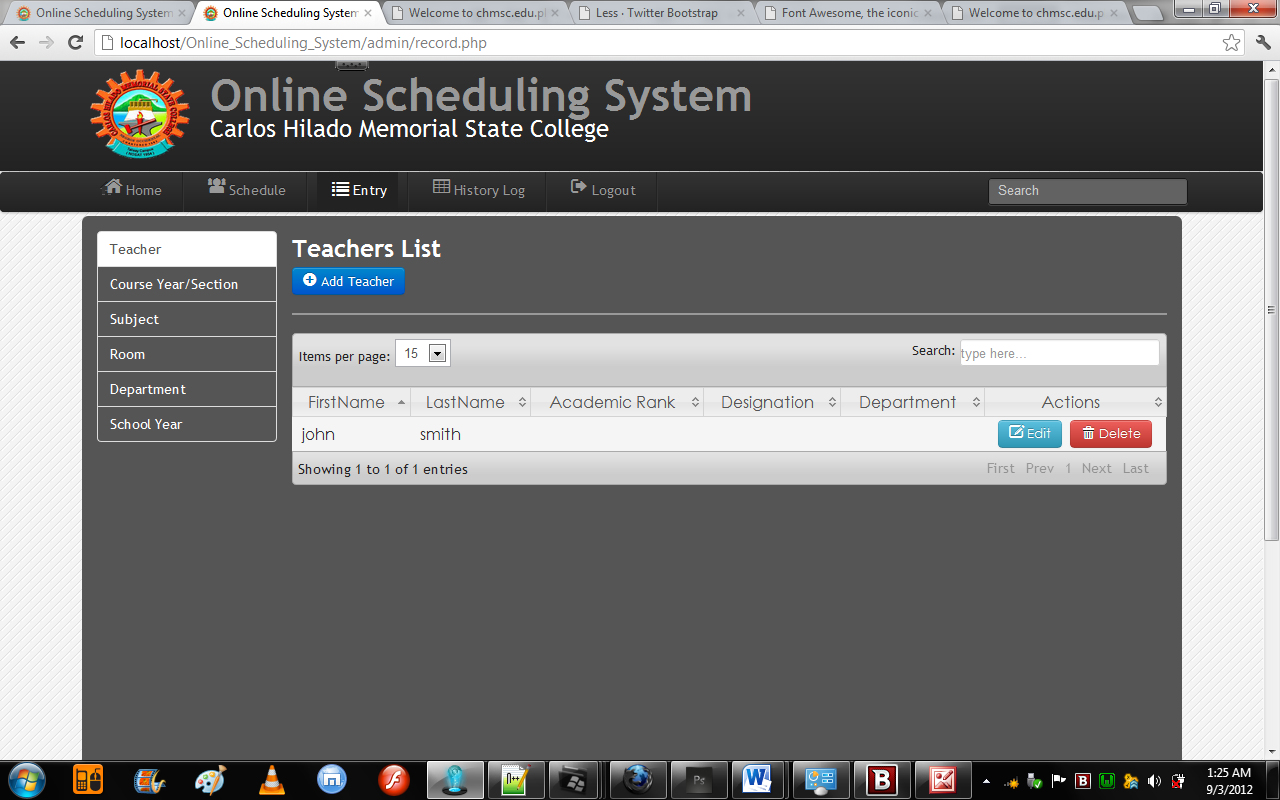 Online Scheduling System
Online Scheduling System
Welcome to chmsc.edu.pl
Less · Twitter Bootstrap
Font Awesome, the iconic
Welcome to chmsc.edu.p
localhost/Online_Scheduling_System/admin/record.php
Online Scheduling System
Carlos Hilado Memorial State College
Home
Schedule
Entry
History Log
Logout
Search
Teacher
Course Year/Section
Subject
Room
Department
School Year
Teachers List
Add Teacher
Items per page: 15
Search: type here...
FirstName LastName Academic Rank Designation Department Actions
john smith Edit Delete
Showing 1 to 1 of 1 entries
First Prev 1 Next Last
1:25 AM
9/3/2012